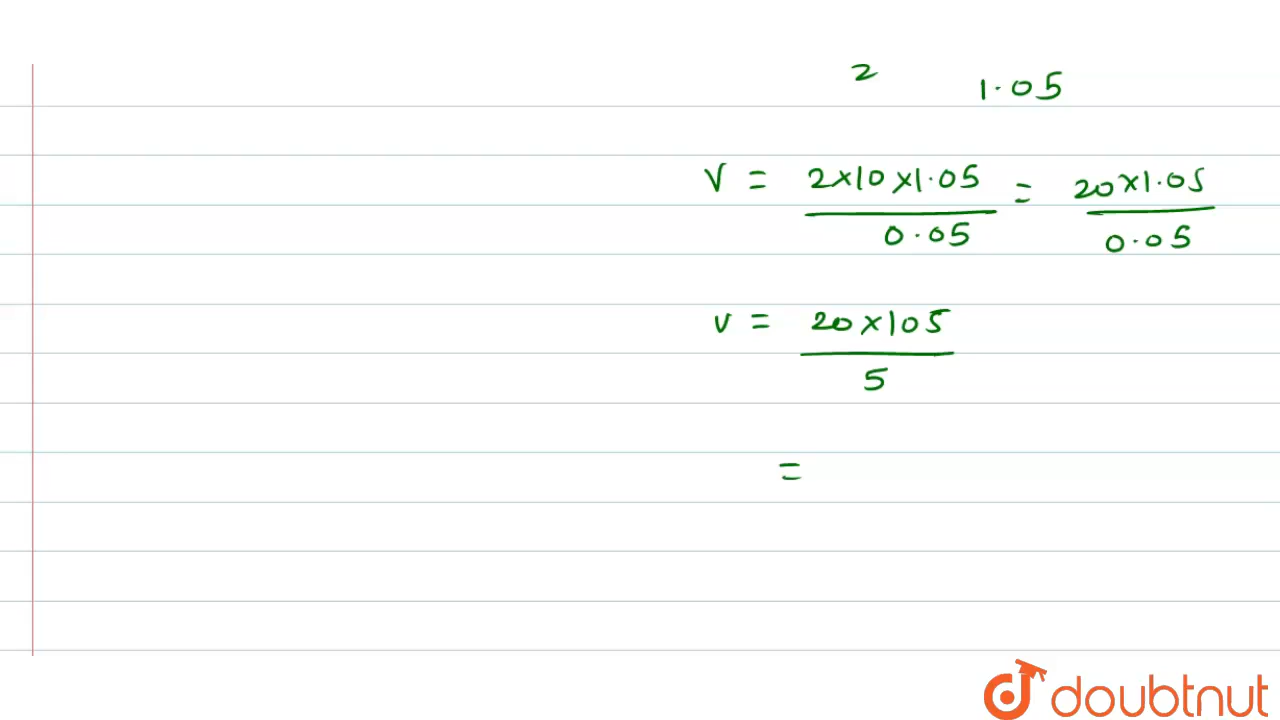 2 1.05
V = 2×10×1.05 / 0.05 = 20×1.05 / 0.05
v = 20×105 / 5
=
doubtnut